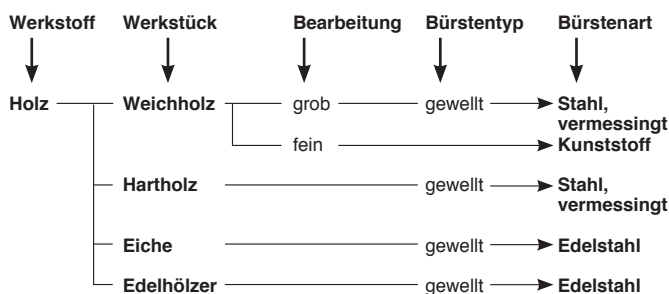 Werkstoff Werkstück Bearbeitung Bürstentyp Bürstenart
Holz Weichholz grob gewellt Stahl,
vermessingt
fein Kunststoff
Hartholz gewellt Stahl,
vermessingt
Eiche gewellt Edelstahl
Edelhölzer gewellt Edelstahl